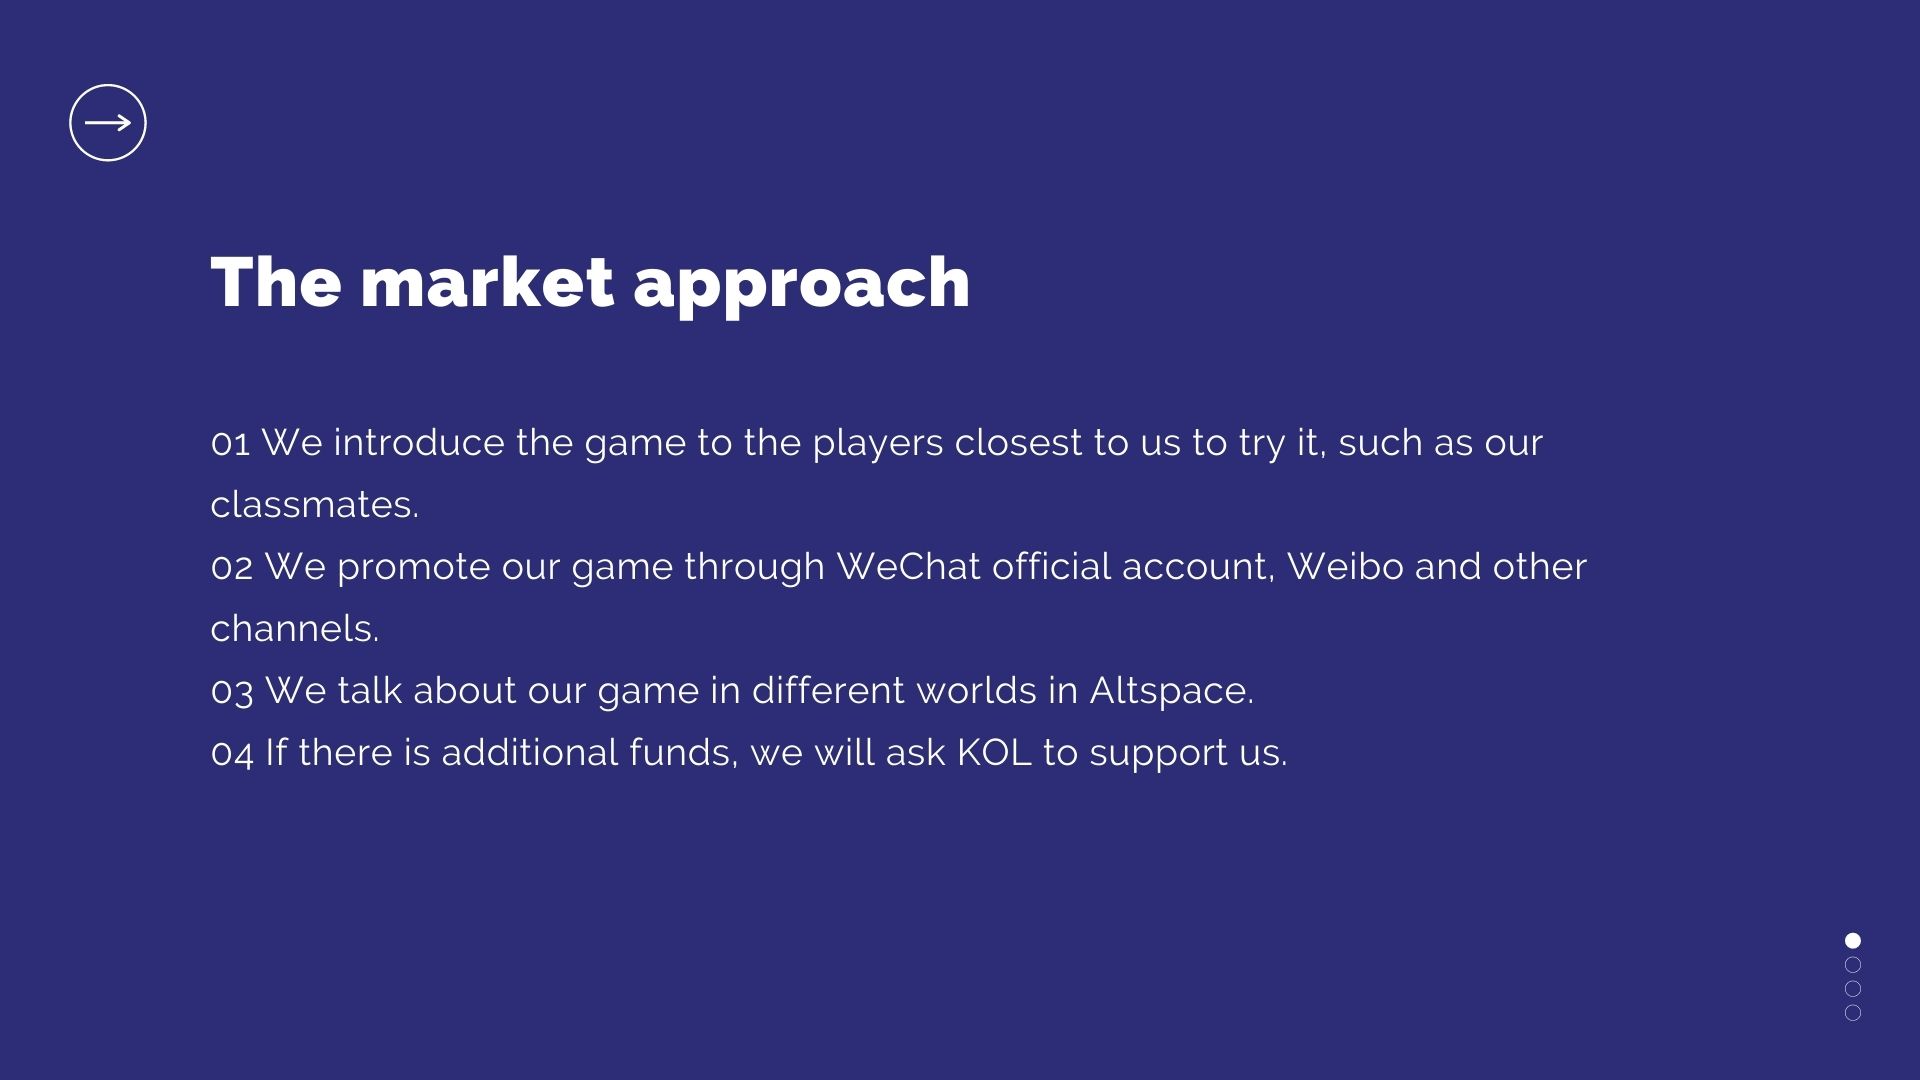 The market approach
01 We introduce the game to the players closest to us to try it, such as our
classmates.
02 We promote our game through WeChat official account, Weibo and other
channels.
03 We talk about our game in different worlds in Altspace.
04 If there is additional funds, we will ask KOL to support us.